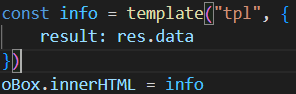 const info = template("tpl", {
    result: res.data
})
oBox.innerHTML = info